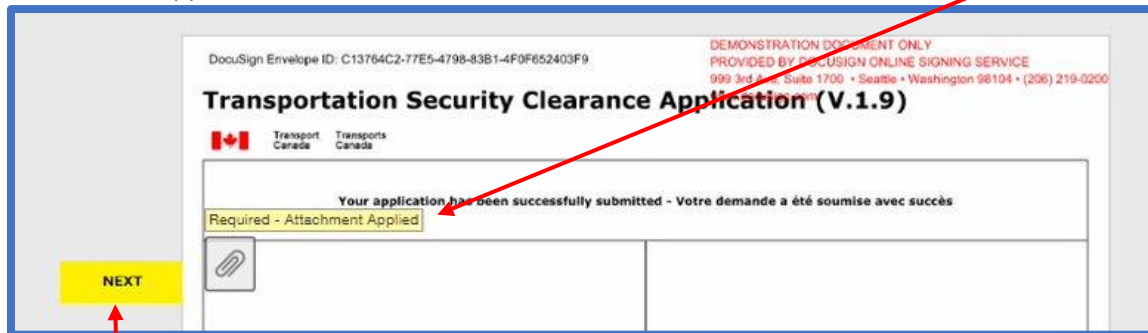 DocuSign Envelope ID: C13764C2-77E5-4798-83B1-4F0F652403F9
DEMONSTRATION DOCUMENT ONLY
PROVIDED BY DOCUSIGN ONLINE SIGNING SERVICE
999 3rd Ave, Suite 1700 • Seattle • Washington 98104 • (206) 219-0200
Transportation Security Clearance Application (V.1.9)
Transport Transports
Canada Canada
Your application has been successfully submitted - Votre demande a été soumise avec succès
Required - Attachment Applied
NEXT